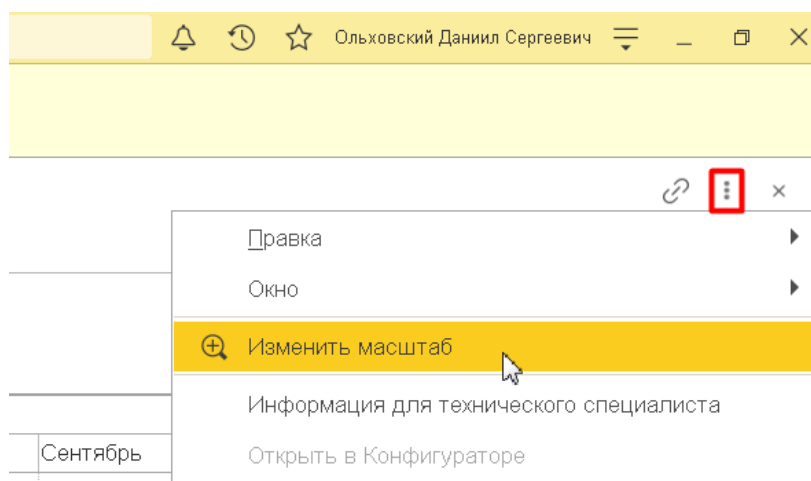 Ольховский Даниил Сергеевич
Правка
Окно
Изменить масштаб
Информация для технического специалиста
Сентябрь
Открыть в Конфигураторе